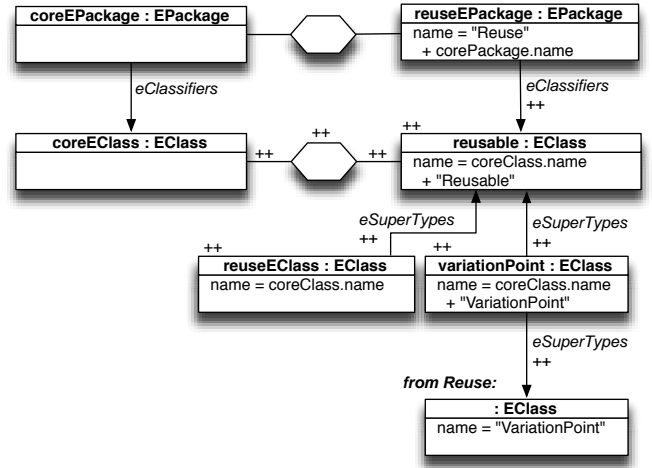 coreEPackage : EPackage
reuseEPackage : EPackage
name = "Reuse"
+ corePackage.name
eClassifiers
eClassifiers
++
++
++
coreEClass : EClass
reusable : EClass
++
++
name = coreClass.name
+ "Reusable"
eSuperTypes
++
eSuperTypes
++
++
++
reuseEClass : EClass
variationPoint : EClass
name = coreClass.name
name = coreClass.name
+ "VariationPoint"
eSuperTypes
++
from Reuse:
: EClass
name = "VariationPoint"